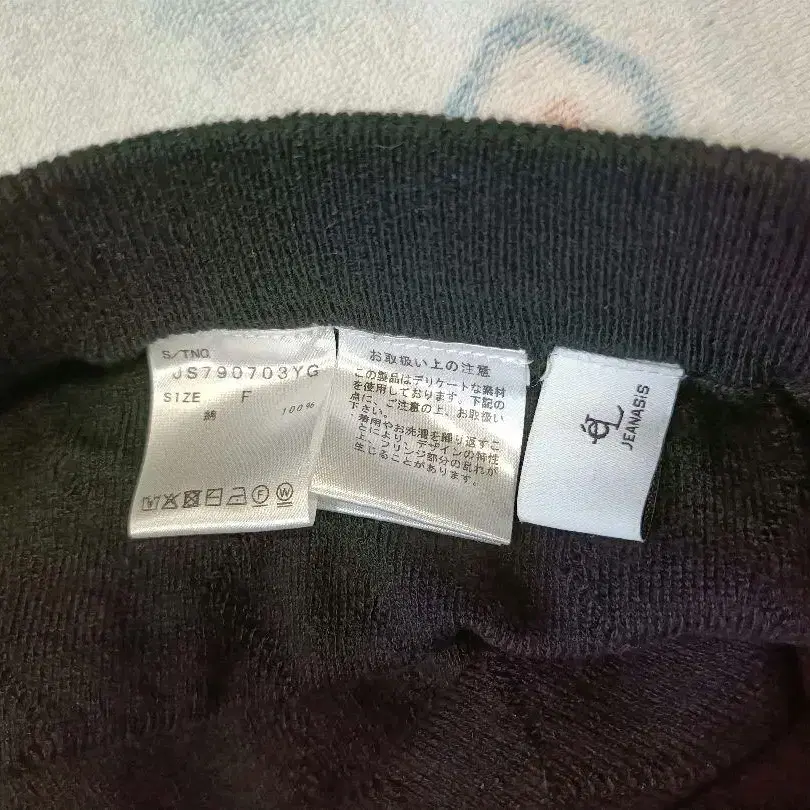 S/TNO.
JS790703YG
SIZE F
綿 100%
お取扱い上の注意
この製品はデリケートな素材
を使用しております。下記の
点に、ご注意の上、お取扱い
下さい。
・着用やお洗濯を繰り返すこ
とにより、デザインの特性
上、フリンジ部分の乱れが
生じることがあります。
JEANASiS